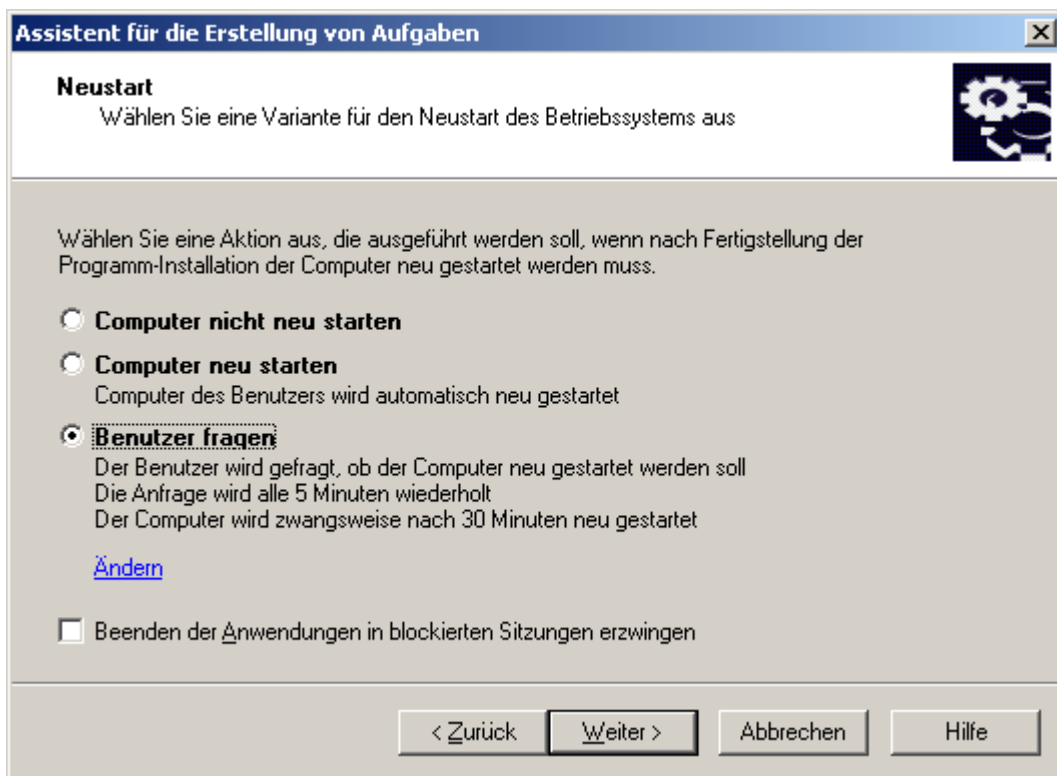 Assistent für die Erstellung von Aufgaben
Neustart
Wählen Sie eine Variante für den Neustart des Betriebssystems aus
Wählen Sie eine Aktion aus, die ausgeführt werden soll, wenn nach Fertigstellung der
Programm-Installation der Computer neu gestartet werden muss.
Computer nicht neu starten
Computer neu starten
Computer des Benutzers wird automatisch neu gestartet
Benutzer fragen
Der Benutzer wird gefragt, ob der Computer neu gestartet werden soll
Die Anfrage wird alle 5 Minuten wiederholt
Der Computer wird zwangsweise nach 30 Minuten neu gestartet
Ändern
Beenden der Anwendungen in blockierten Sitzungen erzwingen
< Zurück Weiter > Abbrechen Hilfe